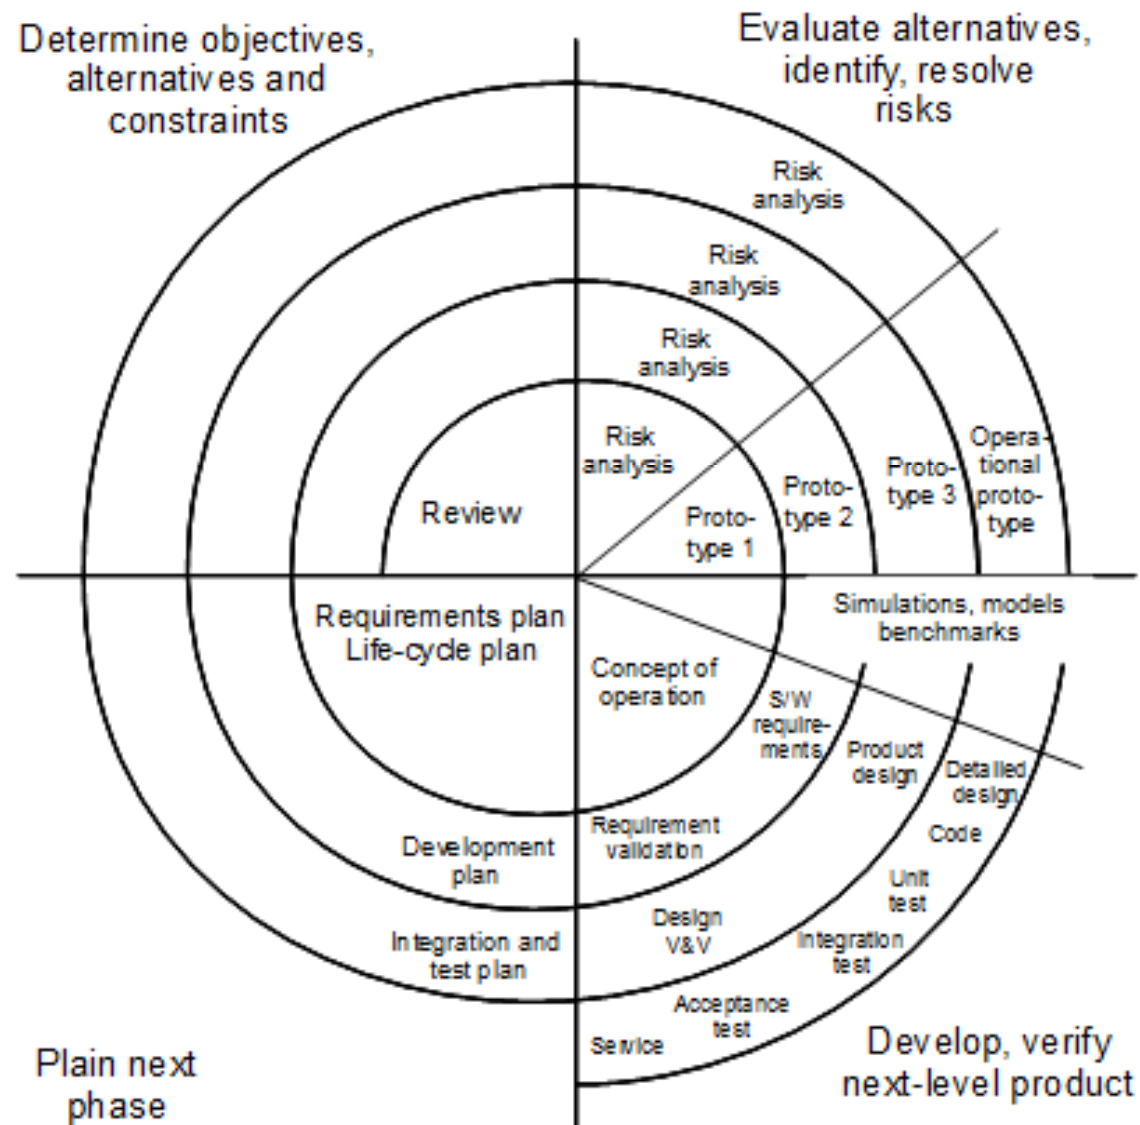 Determine objectives,
alternatives and
constraints
Evaluate alternatives,
identify, resolve
risks
Risk
analysis
Risk
analysis
Risk
analysis
Risk
analysis
Opera-
tional
proto-
type
Proto-
type 3
Proto-
type 2
Proto-
type 1
Review
Requirements plan
Life-cycle plan
Simulations, models
benchmarks
Concept of
operation
S/W
require-
ments
Product
design
Detailed
design
Code
Requirement
validation
Development
plan
Unit
test
Design
V&V
Integration
test
Integration and
test plan
Acceptance
test
Service
Develop, verify
next-level product
Plain next
phase